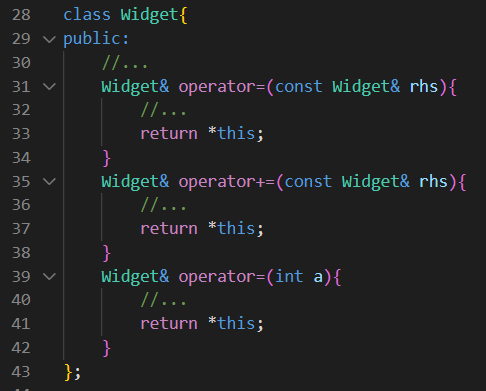 28 class Widget{
29 public:
30     //...
31     Widget& operator=(const Widget& rhs){
32         //...
33         return *this;
34     }
35     Widget& operator+=(const Widget& rhs){
36         //...
37         return *this;
38     }
39     Widget& operator=(int a){
40         //...
41         return *this;
42     }
43 };